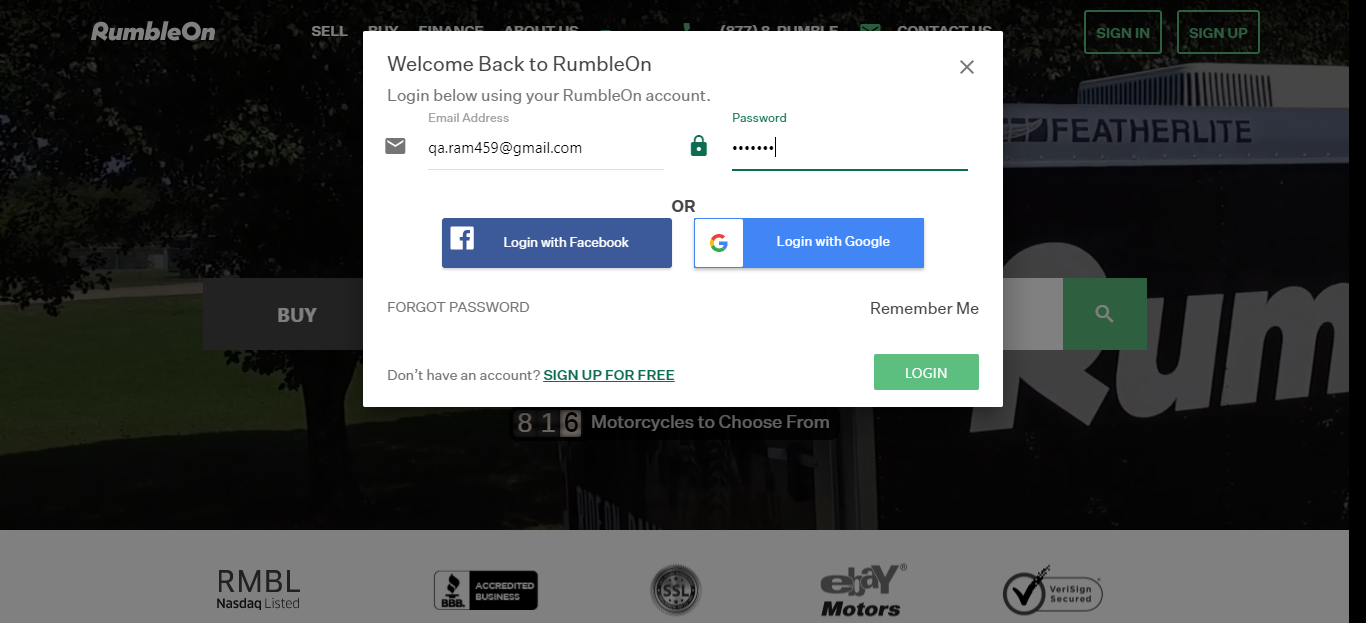 RumbleOn
SELL BUY FINANCE ABOUT US (877) 8-RUMBLE CONTACT US SIGN IN SIGN UP
Welcome Back to RumbleOn
Login below using your RumbleOn account.
Email Address Password
qa.ram459@gmail.com •••••••
FEATHERLITE
OR
Login with Facebook Login with Google
BUY
FORGOT PASSWORD Remember Me
Rum
Don't have an account? SIGN UP FOR FREE LOGIN
816 Motorcycles to Choose From
RMBL
Nasdaq Listed
BBB. ACCREDITED
BUSINESS
SSL
ebay®
Motors
VeriSign
Secured